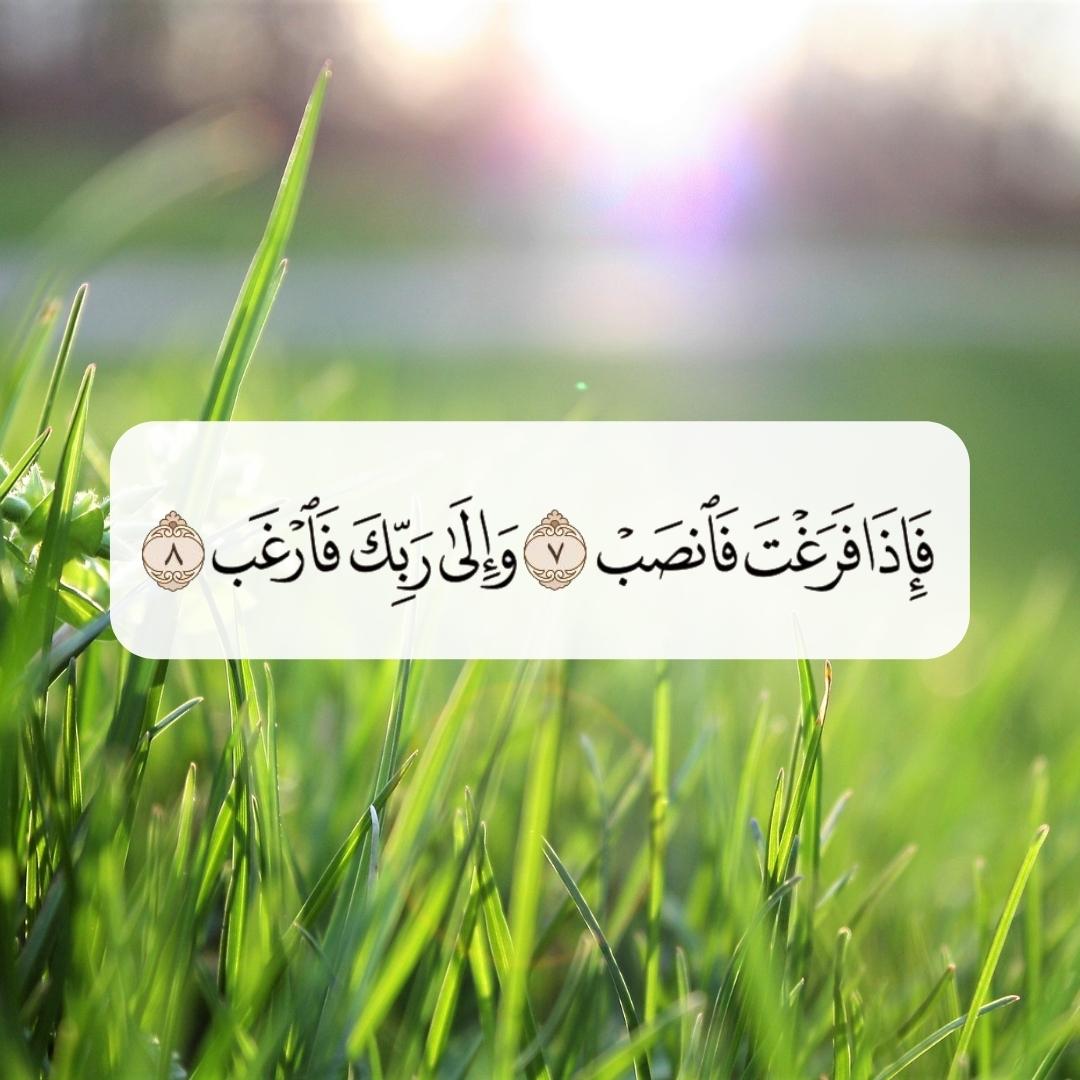 فَإِذَا فَرَغْتَ فَٱنصَبْ ٧ وَإِلَىٰ رَبِّكَ فَٱرْغَب ٨